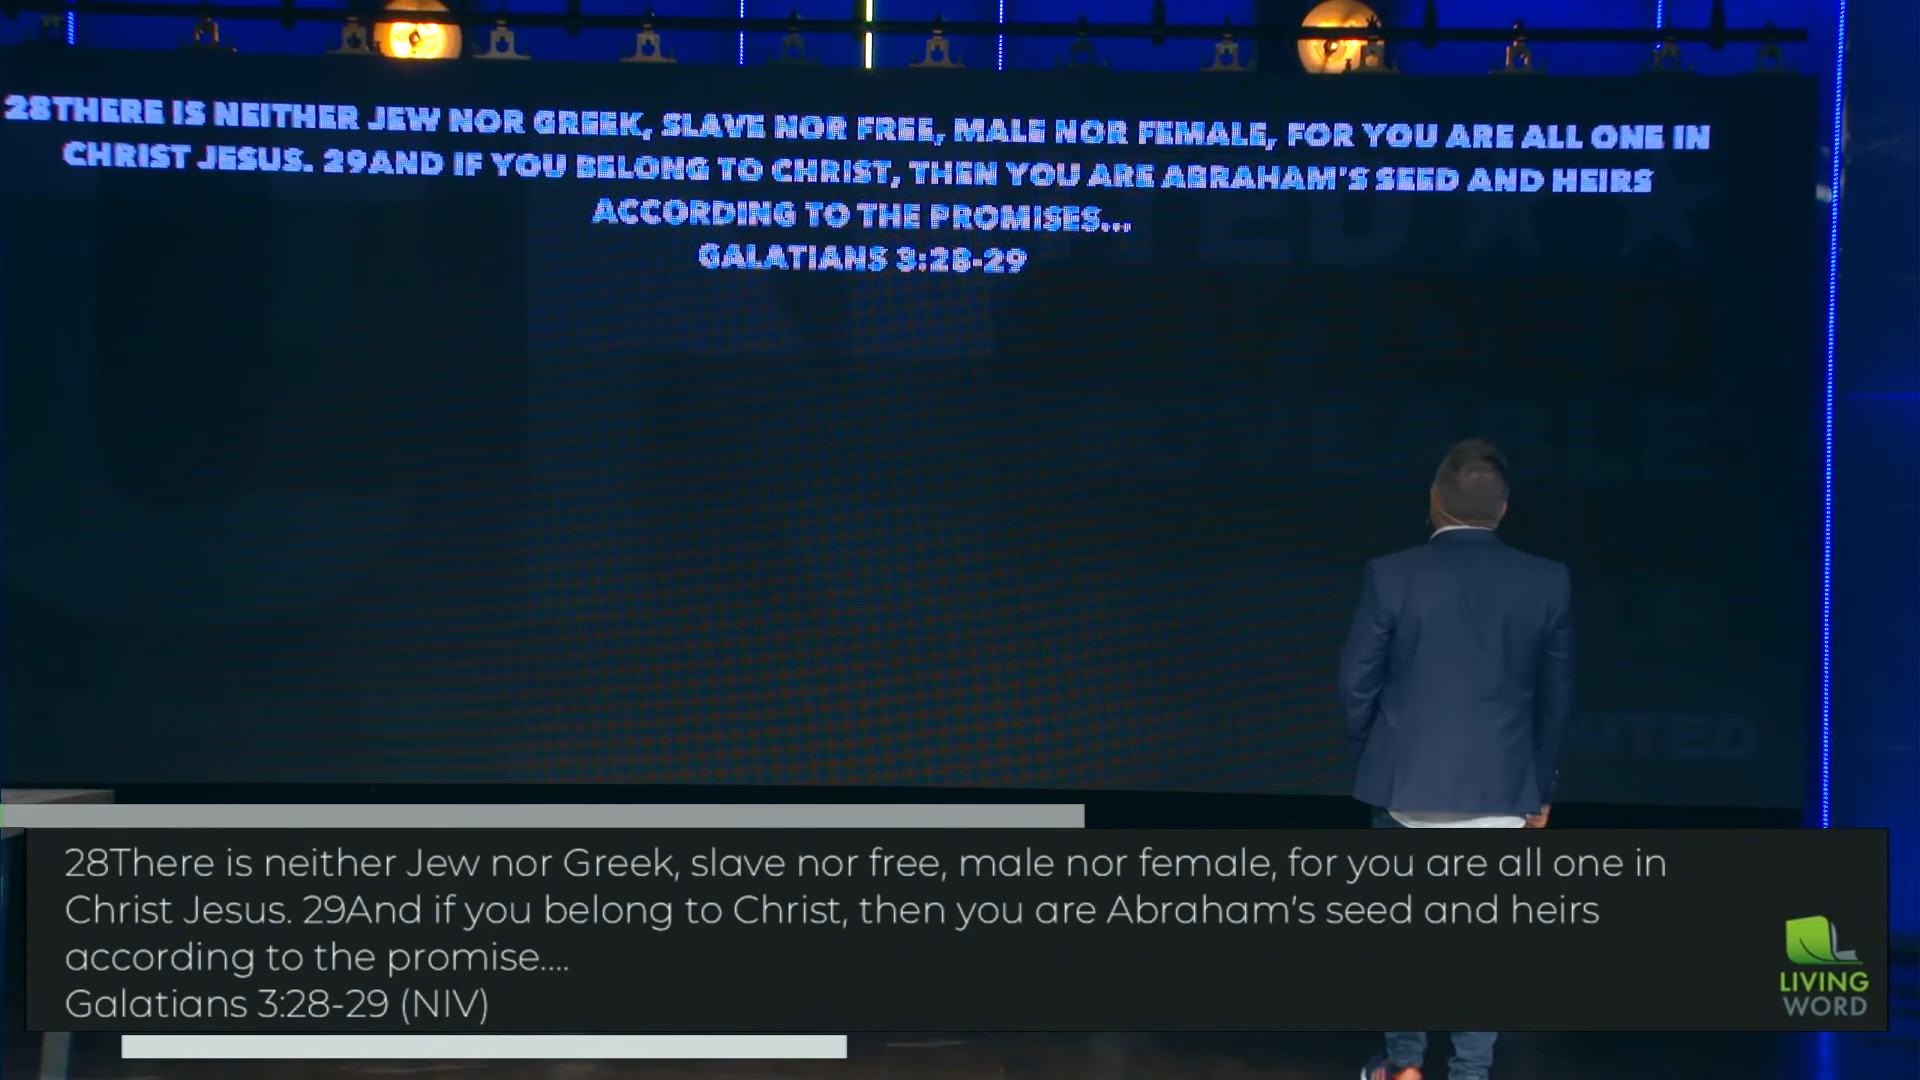 28THERE IS NEITHER JEW NOR GREEK, SLAVE NOR FREE, MALE NOR FEMALE, FOR YOU ARE ALL ONE IN
CHRIST JESUS. 29AND IF YOU BELONG TO CHRIST, THEN YOU ARE ABRAHAM'S SEED AND HEIRS
ACCORDING TO THE PROMISES...
GALATIANS 3:28-29
28There is neither Jew nor Greek, slave nor free, male nor female, for you are all one in
Christ Jesus. 29And if you belong to Christ, then you are Abraham's seed and heirs
according to the promise....
Galatians 3:28-29 (NIV)
LIVING
WORD